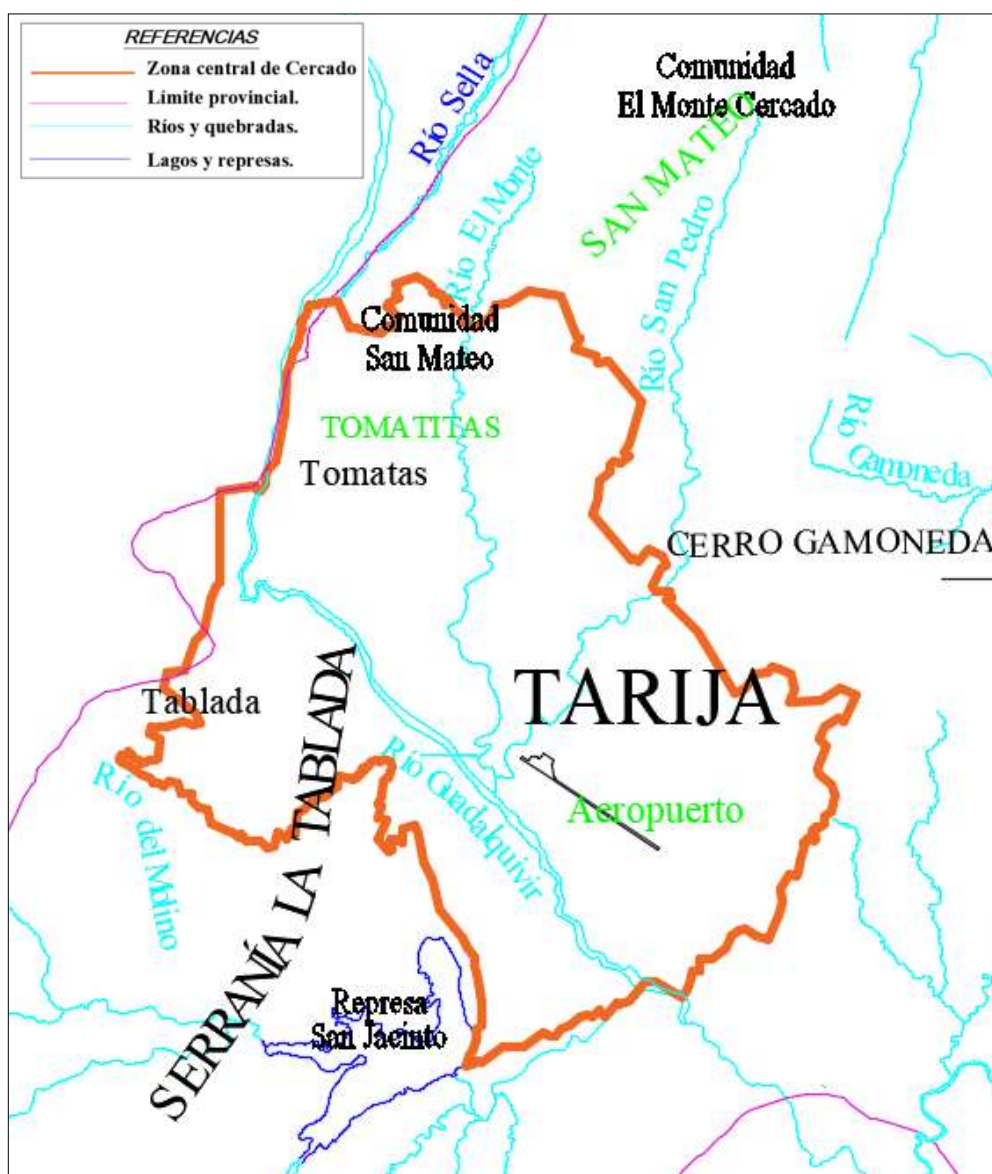 REFERENCIAS
Zona central de Cercado
Límite provincial.
Ríos y quebradas.
Lagos y represas.
Río Sella
Comunidad
El Monte Cercado
SAN MATEO
Río El Monte
Río San Pedro
Comunidad
San Mateo
TOMATITAS
Tomatas
Río
Gamoneda
CERRO GAMONEDA
Tablada
SERRANÍA LA TABLADA
TARIJA
Río Guadalquivir
Aeropuerto
Río del Molino
Represa
San Jacinto